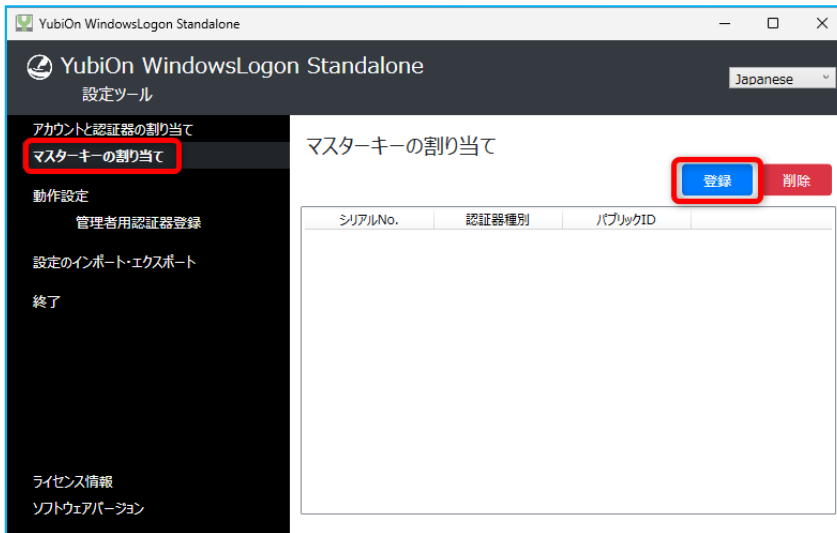 YubiOn WindowsLogon Standalone
YubiOn WindowsLogon Standalone
設定ツール
Japanese
アカウントと認証器の割り当て
マスターキーの割り当て
動作設定
管理者用認証器登録
設定のインポート・エクスポート
終了
ライセンス情報
ソフトウェアバージョン
マスターキーの割り当て
登録 削除
シリアルNo. 認証器種別 パブリックID